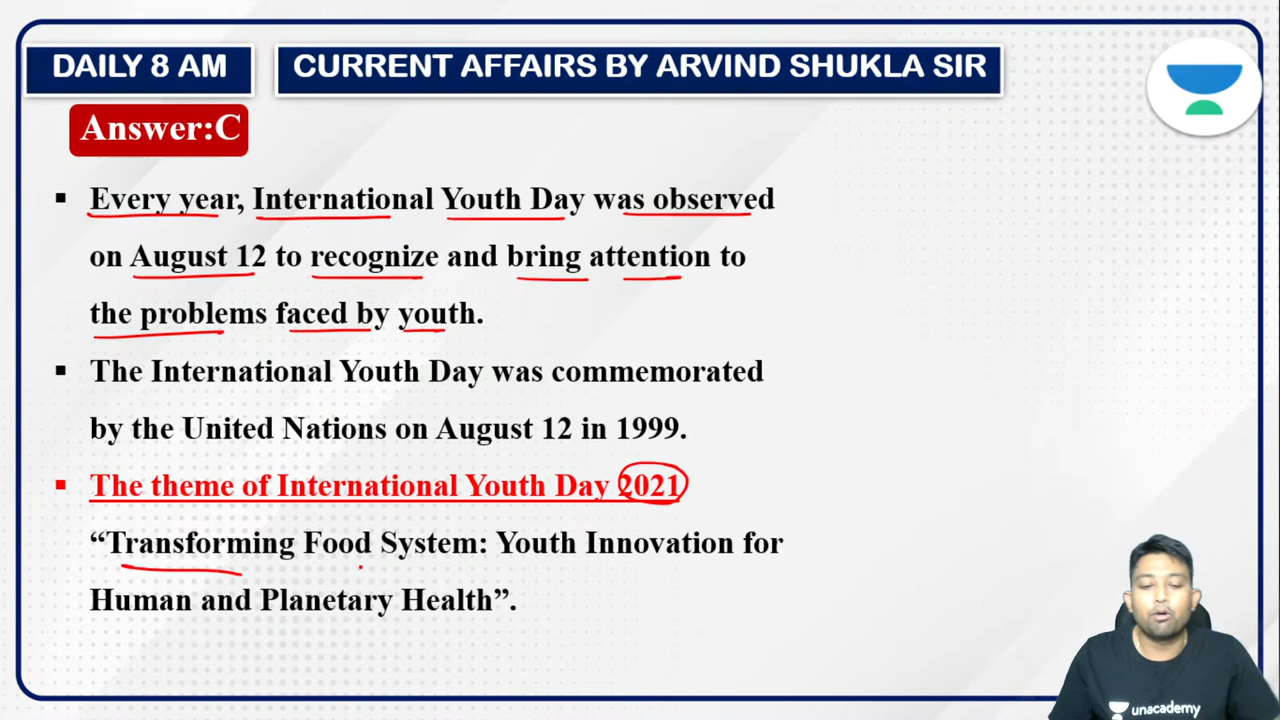 DAILY 8 AM
CURRENT AFFAIRS BY ARVIND SHUKLA SIR
Answer:C
Every year, International Youth Day was observed
on August 12 to recognize and bring attention to
the problems faced by youth.
The International Youth Day was commemorated
by the United Nations on August 12 in 1999.
The theme of International Youth Day 2021
“Transforming Food System: Youth Innovation for
Human and Planetary Health”.
unacademy